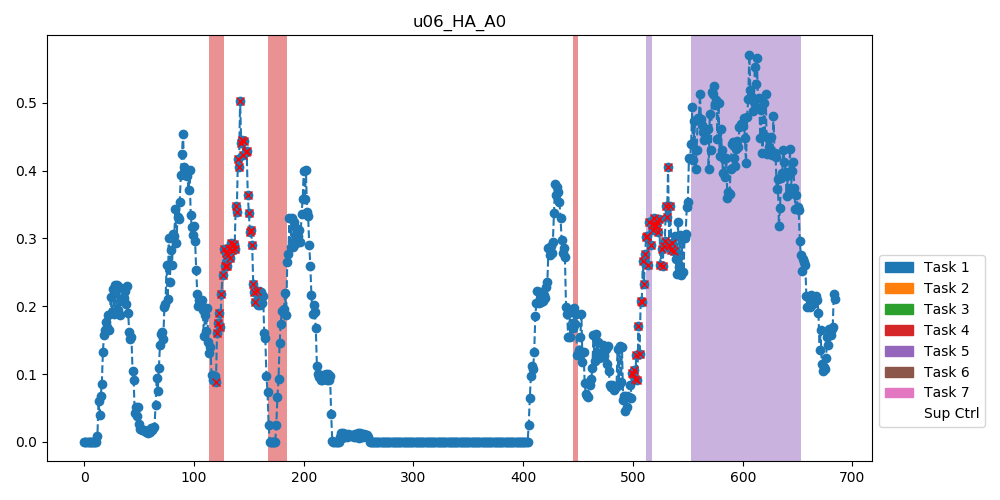 u06_HA_A0
0.5
0.4
0.3
0.2
0.1
0.0
0 100 200 300 400 500 600 700
Task 1
Task 2
Task 3
Task 4
Task 5
Task 6
Task 7
Sup Ctrl